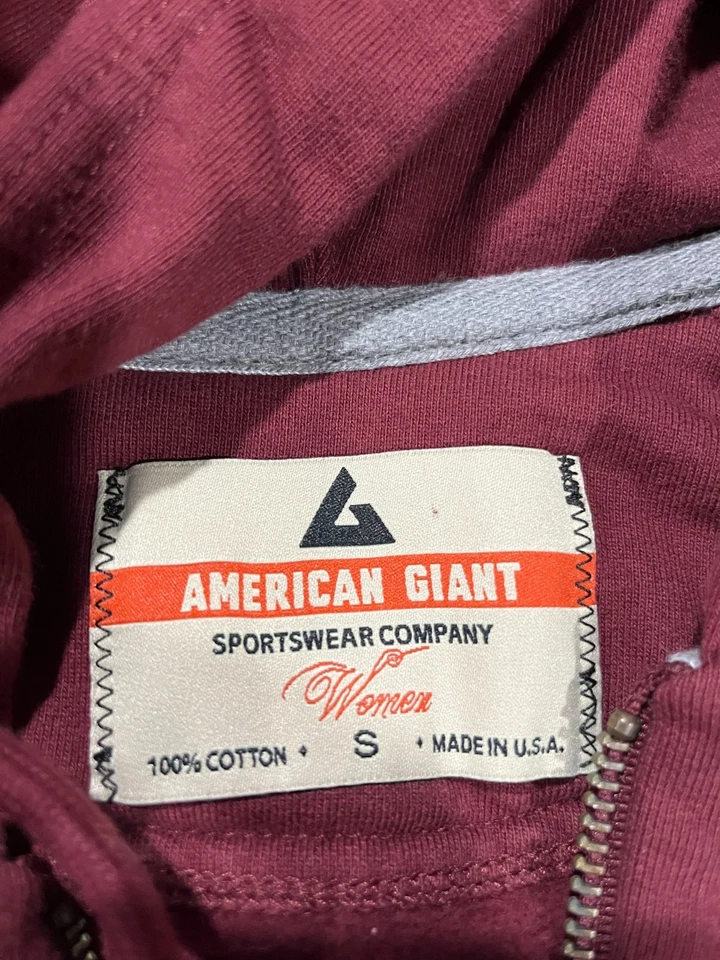 AMERICAN GIANT
SPORTSWEAR COMPANY
Women
100% COTTON • S • MADE IN U.S.A.